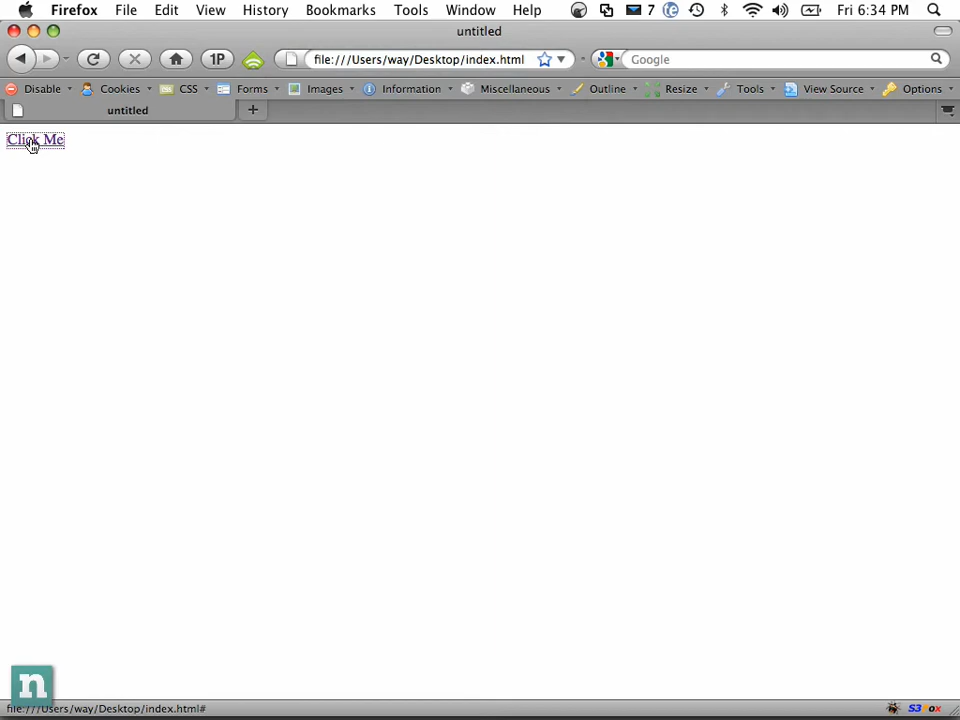 Firefox File Edit View History Bookmarks Tools Window Help 7 Fri 6:34 PM
untitled
1P file:///Users/way/Desktop/index.html Google
Disable Cookies CSS Forms Images Information Miscellaneous Outline Resize Tools View Source Options
untitled
Click Me
n
file:///Users/way/Desktop/index.html# S3Fox